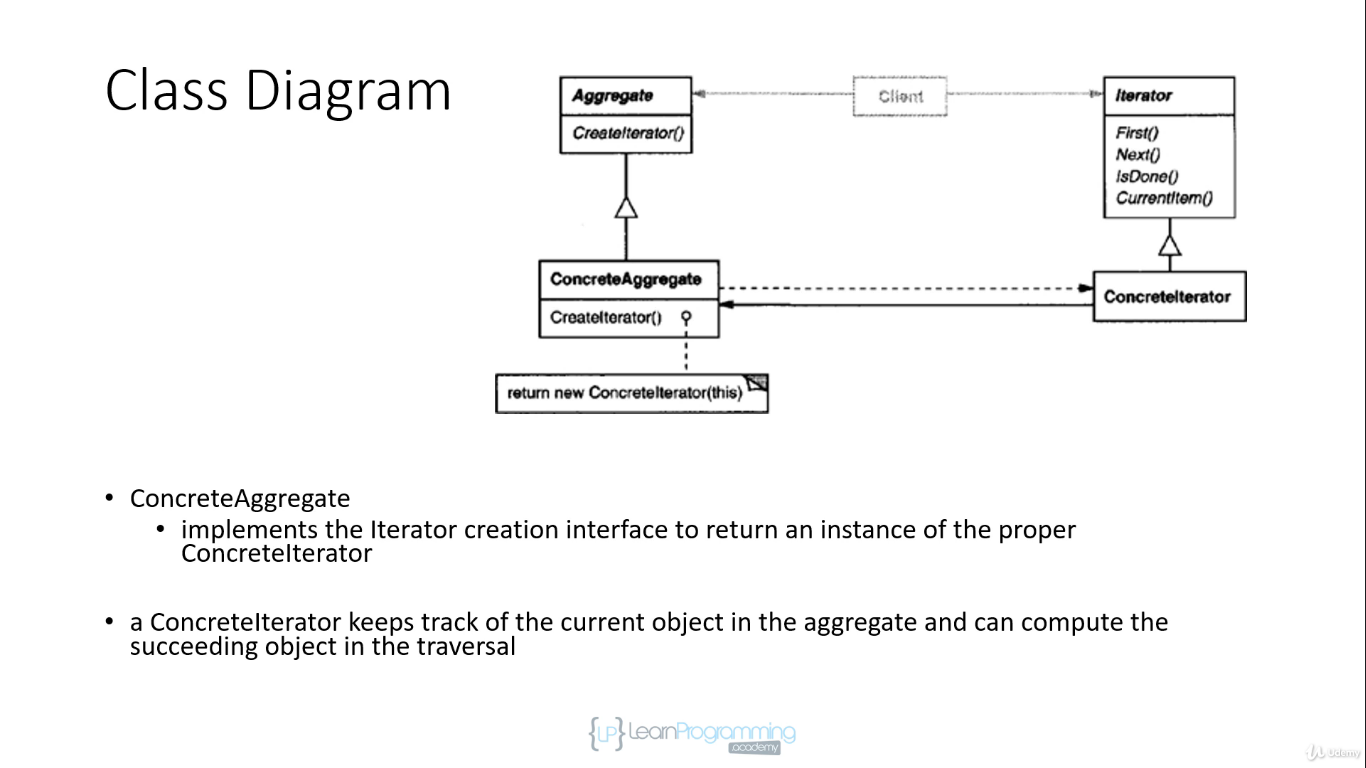 Class Diagram
Aggregate
CreateIterator()
Client
Iterator
First()
Next()
IsDone()
CurrentItem()
ConcreteAggregate
CreateIterator()
ConcreteIterator
return new ConcreteIterator(this)
• ConcreteAggregate
• implements the Iterator creation interface to return an instance of the proper
ConcreteIterator
• a ConcreteIterator keeps track of the current object in the aggregate and can compute the
succeeding object in the traversal
{LP} LearnProgramming
.academy
Udemy